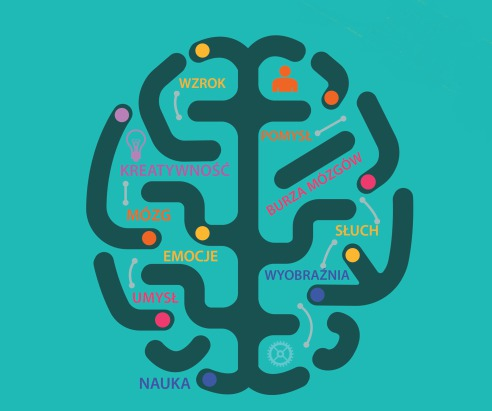 WZROK
POMYSŁ
KREATYWNOŚĆ
BURZA MÓZGÓW
MÓZG
SŁUCH
EMOCJE
WYOBRAŹNIA
UMYSŁ
NAUKA